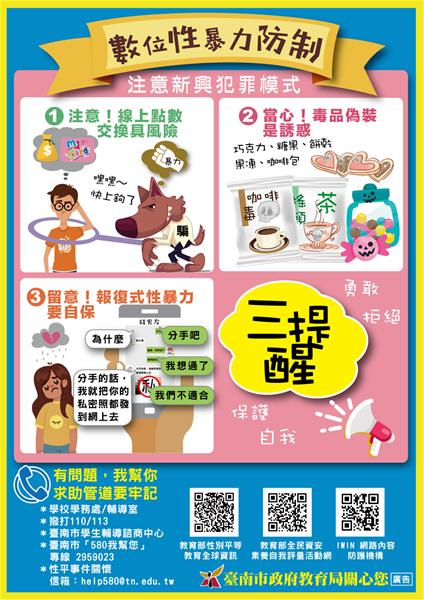 數位性暴力防制
注意新興犯罪模式
1 注意！線上點數
交換具風險
My Card
暴力
嘿嘿~
快上鉤了
騙
2 當心！毒品偽裝
是誘惑
巧克力、糖果、餅乾
果凍、咖啡包
咖啡
毒
茶
3 留意！報復式性暴力
要自保
為什麼
分手吧
我想過了
我們不適合
分手的話，
我就把你的
私密照都發
到網上去
私
三提醒
勇敢
拒絕
保護
自我
有問題，我幫你
求助管道要牢記
*學校學務處/輔導室
*撥打110/113
*臺南市學生輔導諮商中心
*臺南市「580我幫您」
專線 2959023
*性平事件關懷
信箱：help580@tn.edu.tw
教育部性別平等
教育全球資訊
教育部全民資安
素養自我評量活動網
IWIN 網路內容
防護機構
臺南市政府教育局關心您 廣告